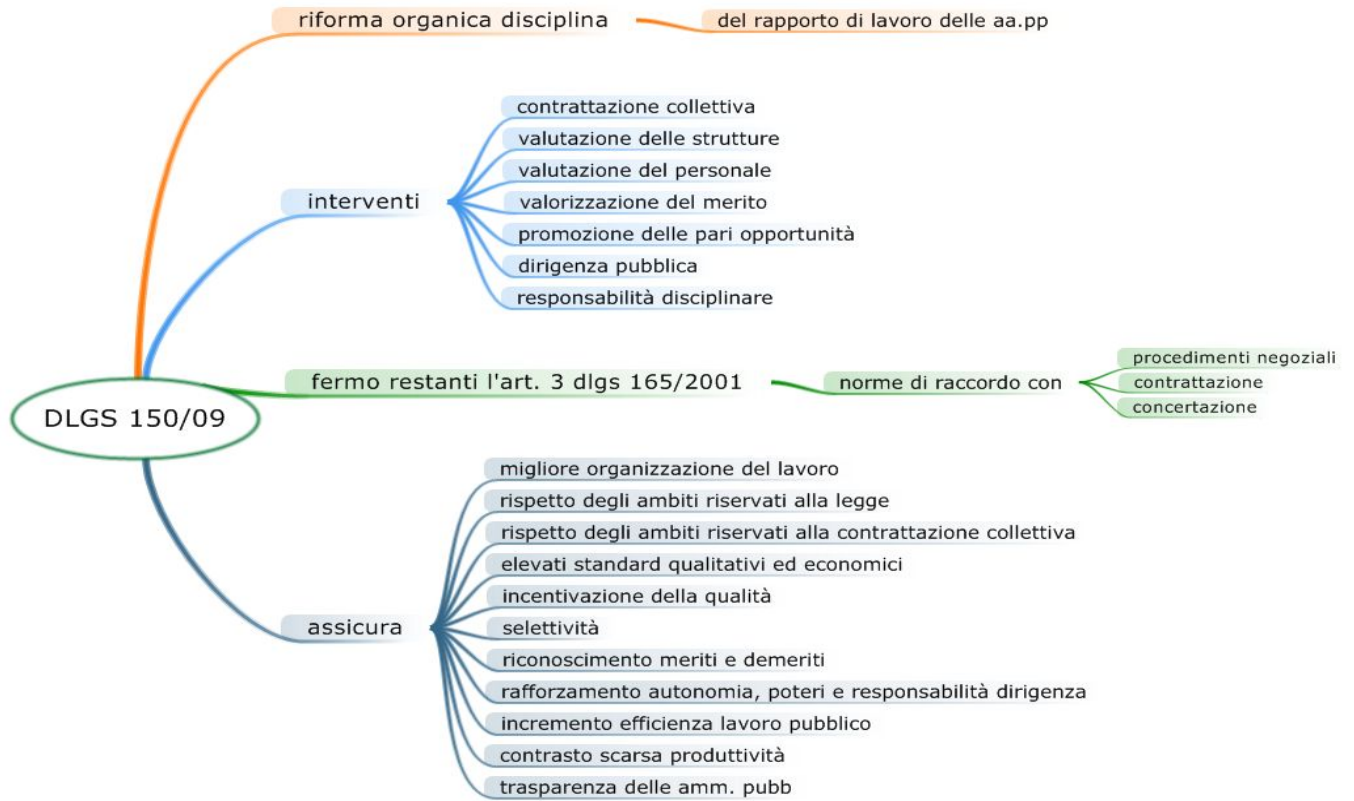 riforma organica disciplina
del rapporto di lavoro delle aa.pp
contrattazione collettiva
valutazione delle strutture
valutazione del personale
interventi
valorizzazione del merito
promozione delle pari opportunità
dirigenza pubblica
responsabilità disciplinare
DLGS 150/09
fermo restanti l'art. 3 dlgs 165/2001
norme di raccordo con
procedimenti negoziali
contrattazione
concertazione
migliore organizzazione del lavoro
rispetto degli ambiti riservati alla legge
rispetto degli ambiti riservati alla contrattazione collettiva
elevati standard qualitativi ed economici
incentivazione della qualità
assicura
selettività
riconoscimento meriti e demeriti
rafforzamento autonomia, poteri e responsabilità dirigenza
incremento efficienza lavoro pubblico
contrasto scarsa produttività
trasparenza delle amm. pubb